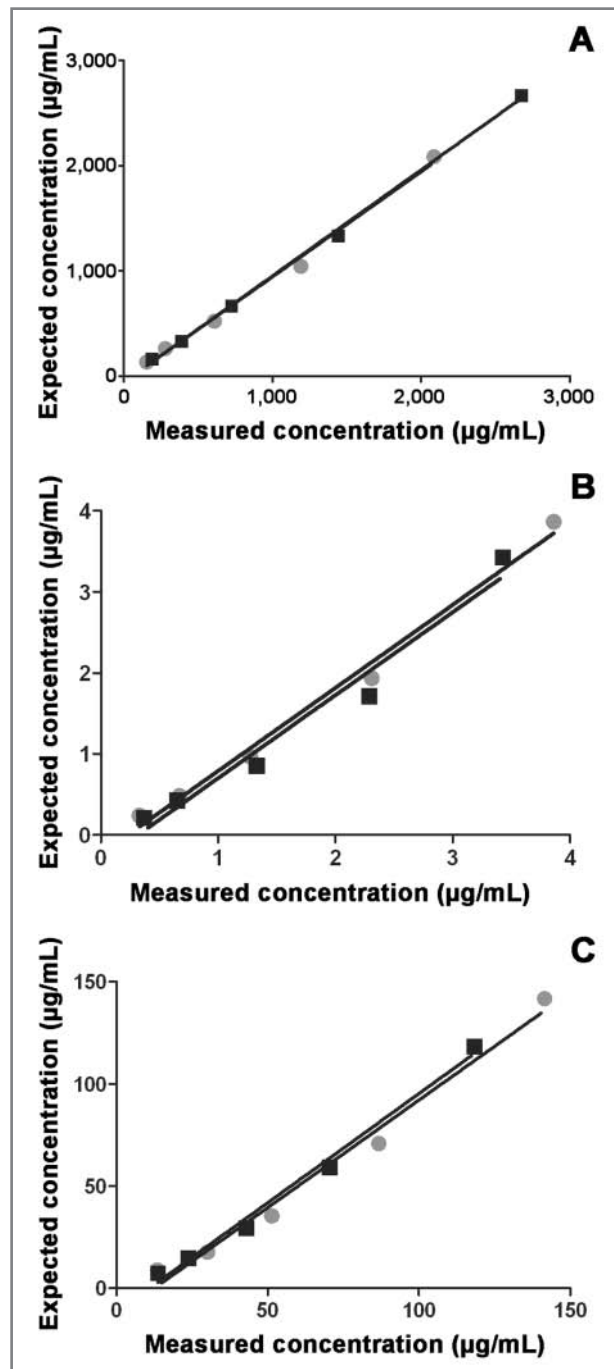 A
Expected concentration (µg/mL)
3,000
2,000
1,000
0
0 1,000 2,000 3,000
Measured concentration (µg/mL)
B
Expected concentration (µg/mL)
4
3
2
1
0
0 1 2 3 4
Measured concentration (µg/mL)
C
Expected concentration (µg/mL)
150
100
50
0
0 50 100 150
Measured concentration (µg/mL)